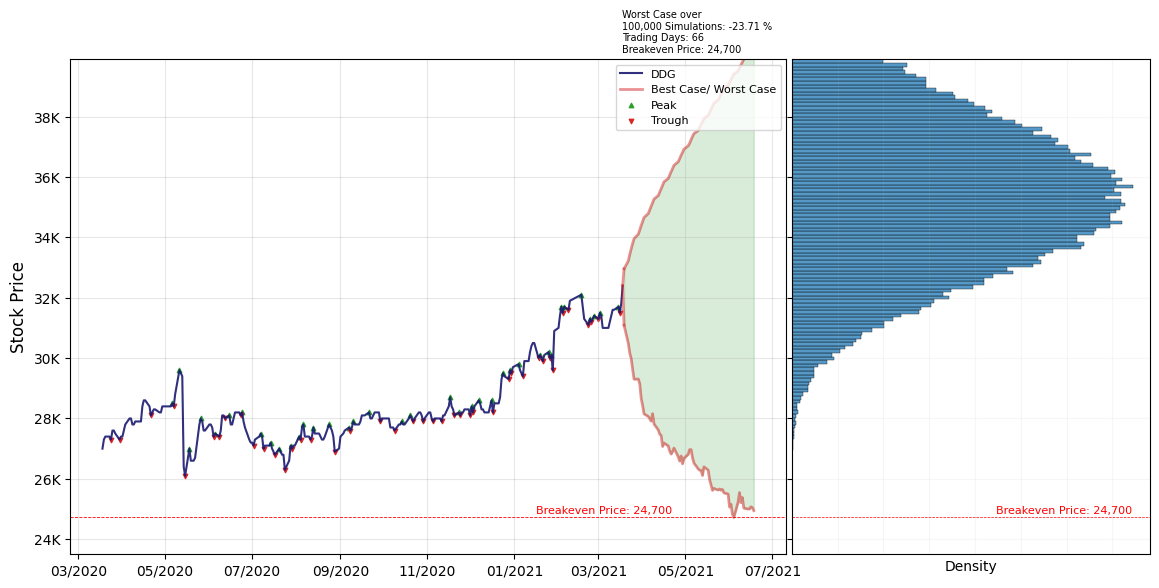 Worst Case over
100,000 Simulations: -23.71 %
Trading Days: 66
Breakeven Price: 24,700
DDG
Best Case/ Worst Case
Peak
Trough
Stock Price
38K
36K
34K
32K
30K
28K
26K
24K
Breakeven Price: 24,700
Breakeven Price: 24,700
03/2020
05/2020
07/2020
09/2020
11/2020
01/2021
03/2021
05/2021
07/2021
Density